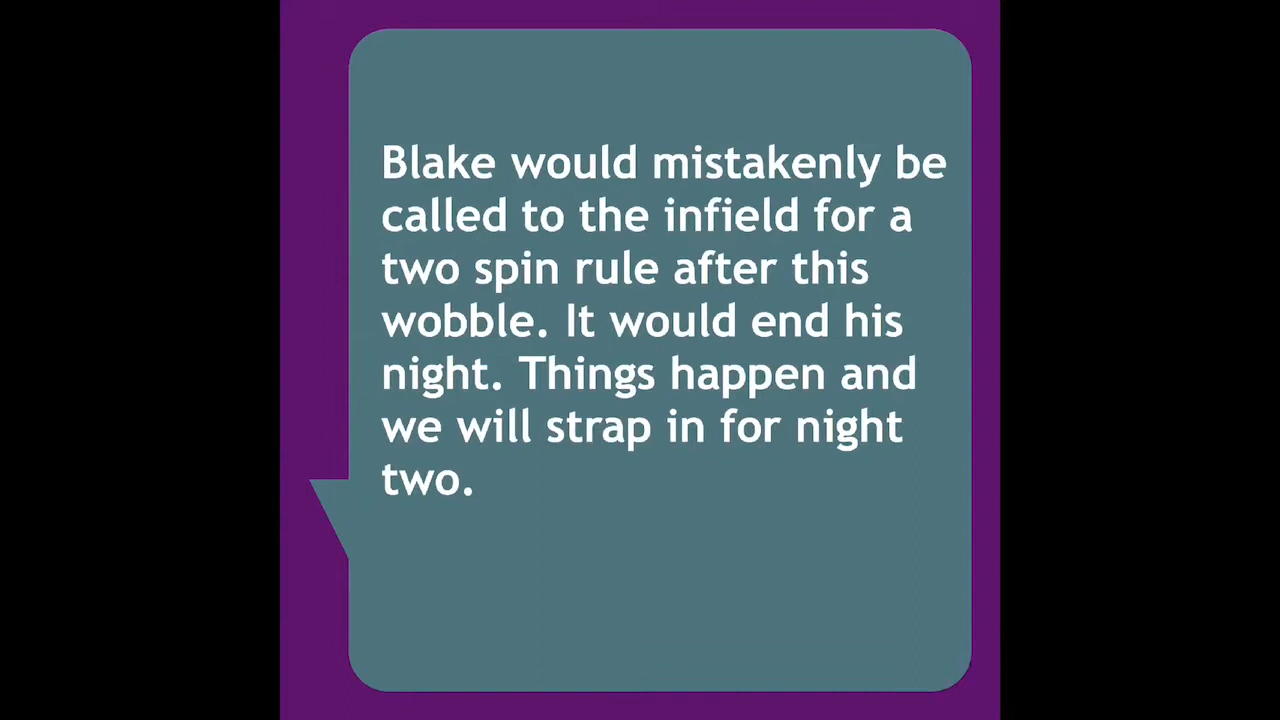 Blake would mistakenly be
called to the infield for a
two spin rule after this
wobble. It would end his
night. Things happen and
we will strap in for night
two.